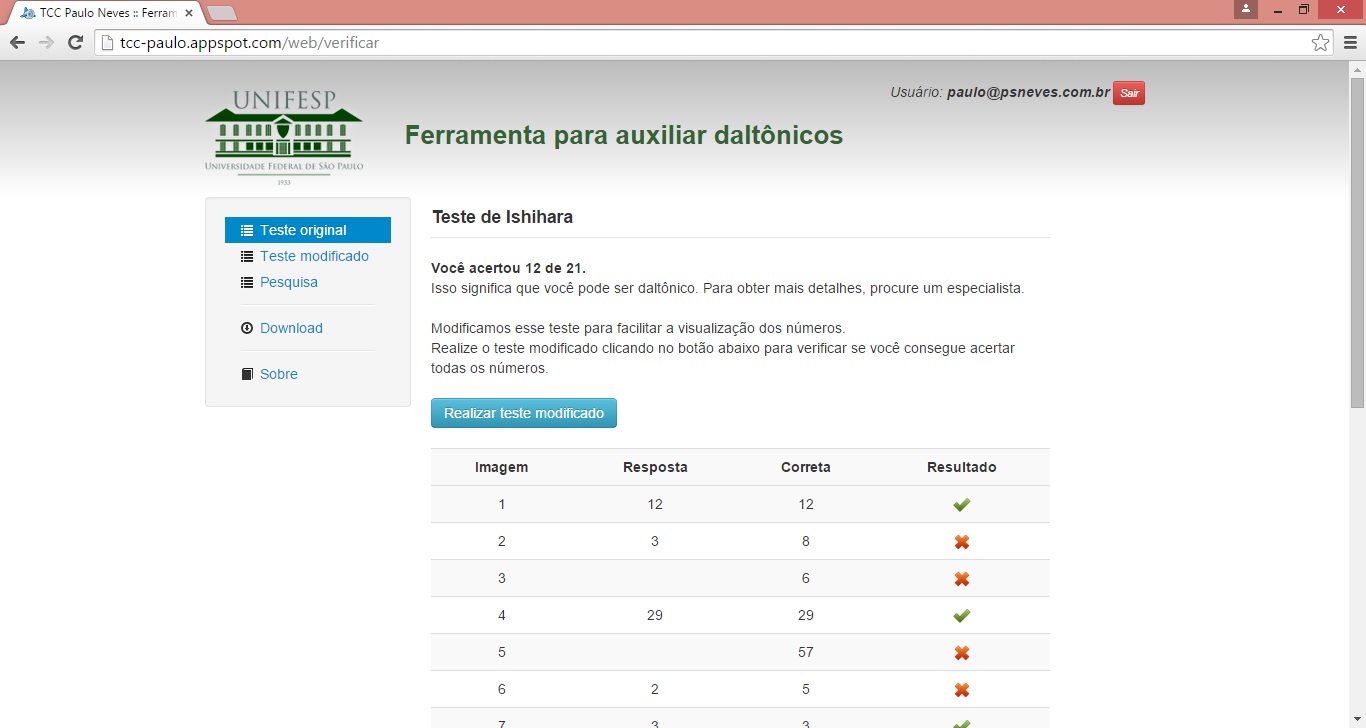 TCC Paulo Neves :: Ferram
tcc-paulo.appspot.com/web/verificar
UNIFESP
UNIVERSIDADE FEDERAL DE SÃO PAULO
1933
Usuário: paulo@psneves.com.br Sair
Ferramenta para auxiliar daltônicos
Teste original
Teste modificado
Pesquisa
Download
Sobre
Teste de Ishihara
Você acertou 12 de 21.
Isso significa que você pode ser daltônico. Para obter mais detalhes, procure um especialista.
Modificamos esse teste para facilitar a visualização dos números.
Realize o teste modificado clicando no botão abaixo para verificar se você consegue acertar
todas os números.
Realizar teste modificado
Imagem Resposta Correta Resultado
1 12 12
2 3 8
3 6
4 29 29
5 57
6 2 5
7 3 3